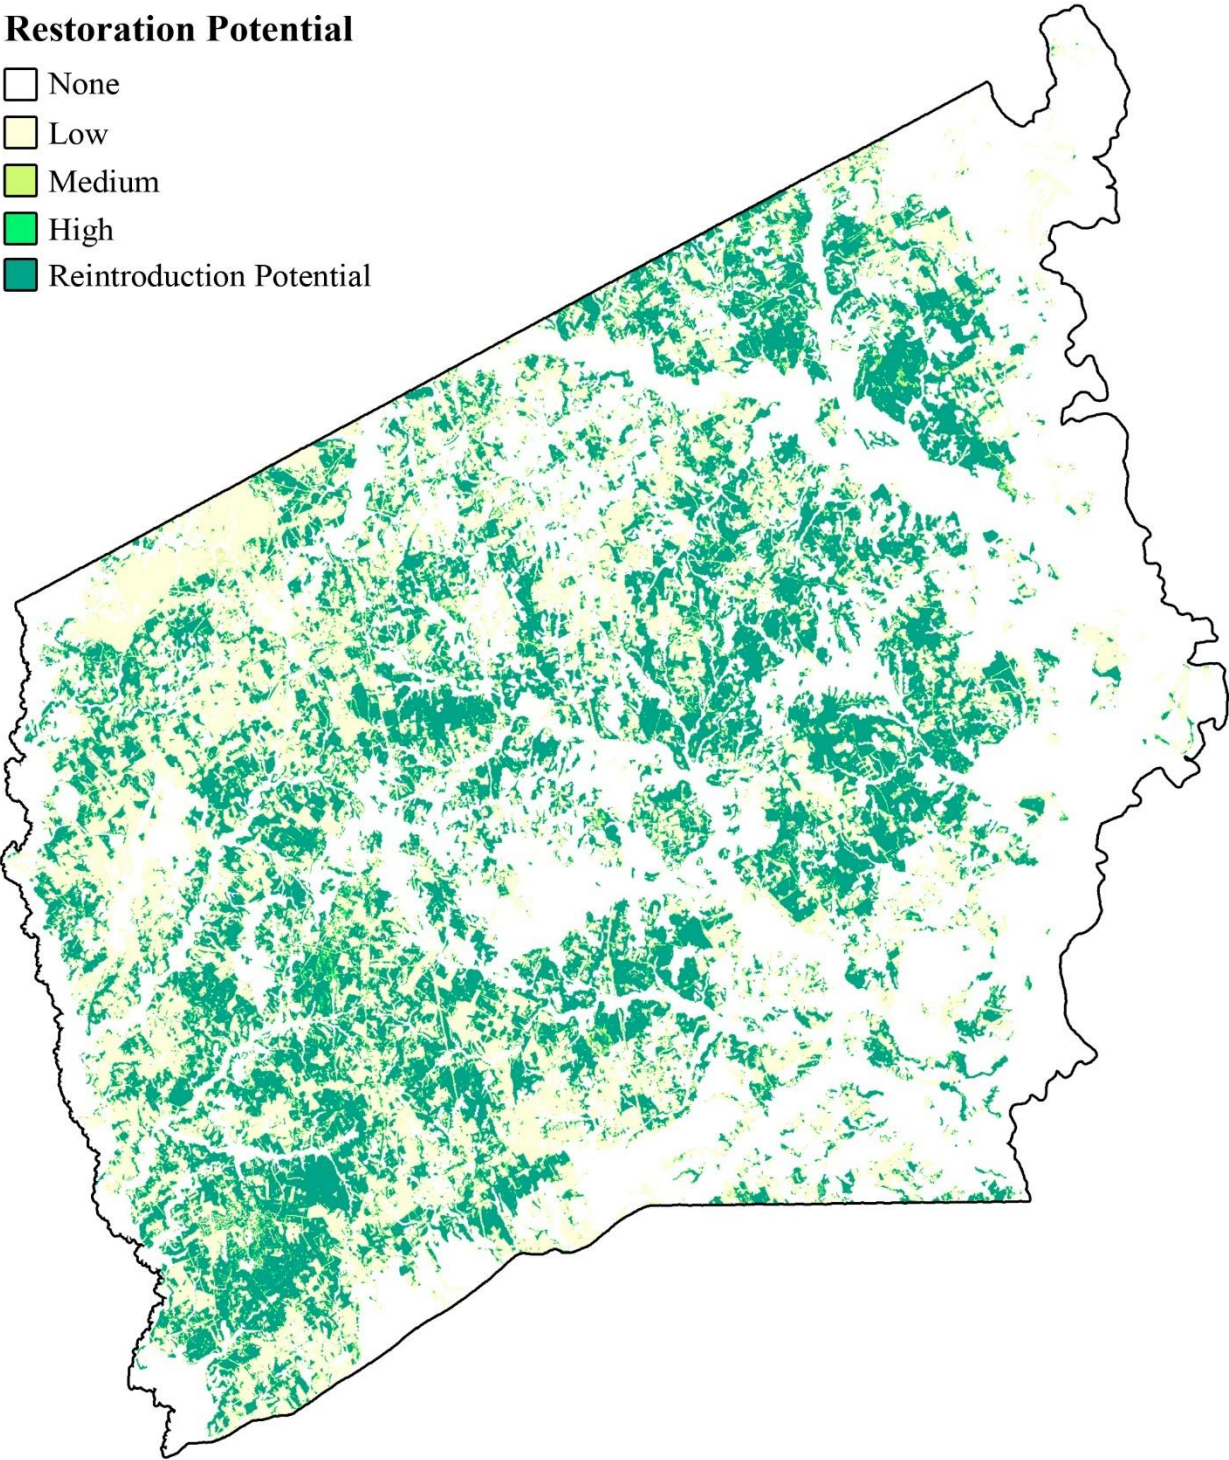 Restoration Potential
None
Low
Medium
High
Reintroduction Potential